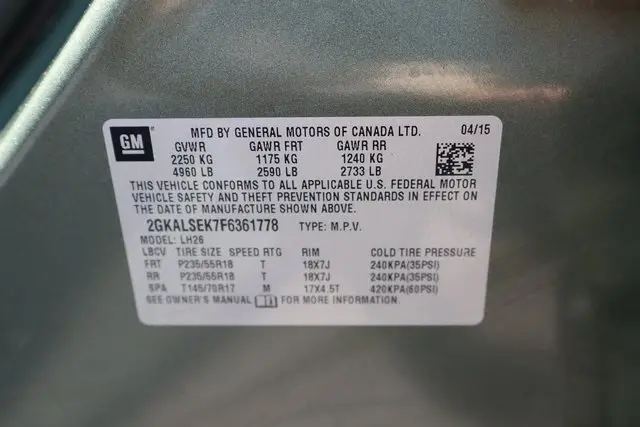 GM
MFD BY GENERAL MOTORS OF CANADA LTD. 04/15
GVWR GAWR FRT GAWR RR
2250 KG 1175 KG 1240 KG
4960 LB 2590 LB 2733 LB
THIS VEHICLE CONFORMS TO ALL APPLICABLE U.S. FEDERAL MOTOR
VEHICLE SAFETY AND THEFT PREVENTION STANDARDS IN EFFECT ON
THE DATE OF MANUFACTURE SHOWN ABOVE.
2GKALSEK7F6361778 TYPE: M.P.V.
MODEL: LH26
LBCV TIRE SIZE SPEED RTG RIM COLD TIRE PRESSURE
FRT P235/55R18 T 18X7J 240KPA(35PSI)
RR P235/55R18 T 18X7J 240KPA(35PSI)
SPA T145/70R17 M 17X4.5T 420KPA(60PSI)
SEE OWNER'S MANUAL FOR MORE INFORMATION.